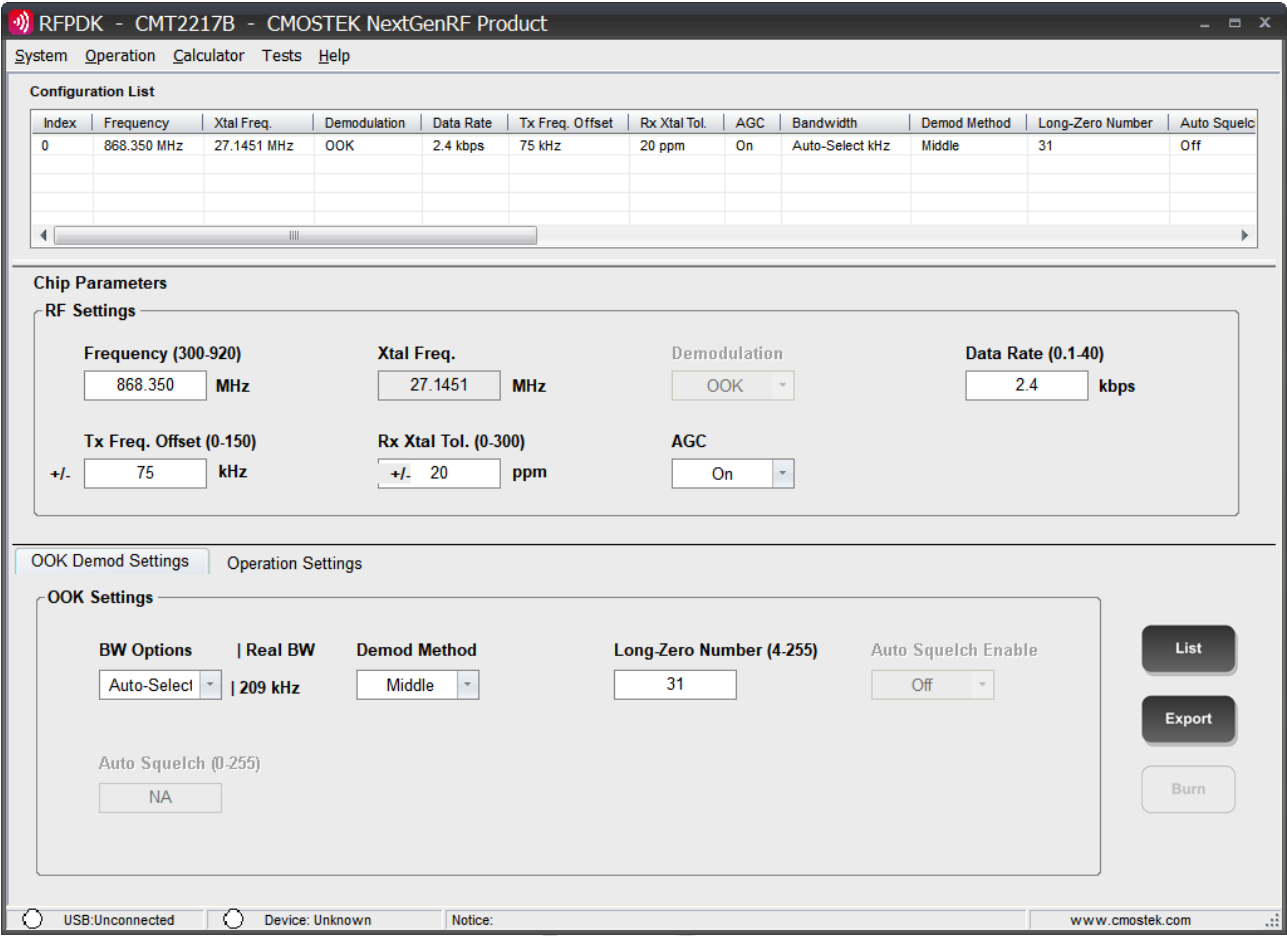 RFPDK - CMT2217B - CMOSTEK NextGenRF Product
System Operation Calculator Tests Help
Configuration List
Index Frequency Xtal Freq. Demodulation Data Rate Tx Freq. Offset Rx Xtal Tol. AGC Bandwidth Demod Method Long-Zero Number Auto Squelc
0 868.350 MHz 27.1451 MHz OOK 2.4 kbps 75 kHz 20 ppm On Auto-Select kHz Middle 31 Off
Chip Parameters
RF Settings
Frequency (300-920) Xtal Freq. Demodulation Data Rate (0.1-40)
868.350 MHz 27.1451 MHz OOK 2.4 kbps
Tx Freq. Offset (0-150) Rx Xtal Tol. (0-300) AGC
+/- 75 kHz +/- 20 ppm On
OOK Demod Settings Operation Settings
OOK Settings
BW Options | Real BW Demod Method Long-Zero Number (4-255) Auto Squelch Enable
Auto-Select | 209 kHz Middle 31 Off
List
Export
Auto Squelch (0-255)
NA
Burn
USB:Unconnected Device: Unknown Notice: www.cmostek.com